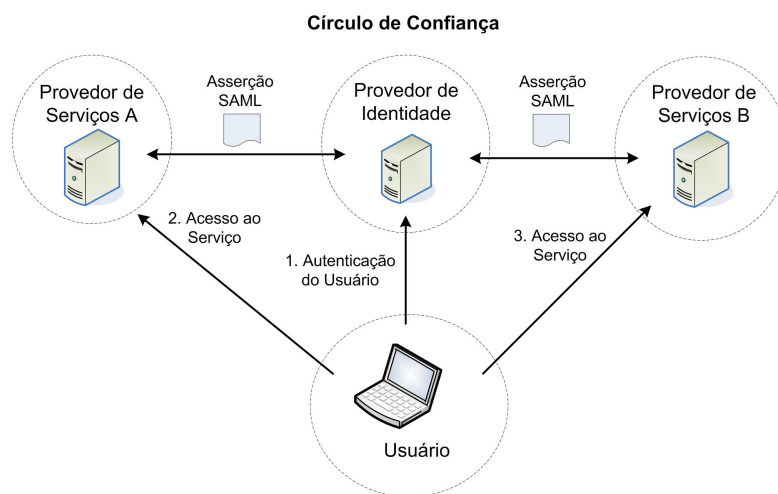 Círculo de Confiança
Provedor de
Serviços A
Asserção
SAML
Provedor de
Identidade
Asserção
SAML
Provedor de
Serviços B
2. Acesso ao
Serviço
1. Autenticação
do Usuário
3. Acesso ao
Serviço
Usuário